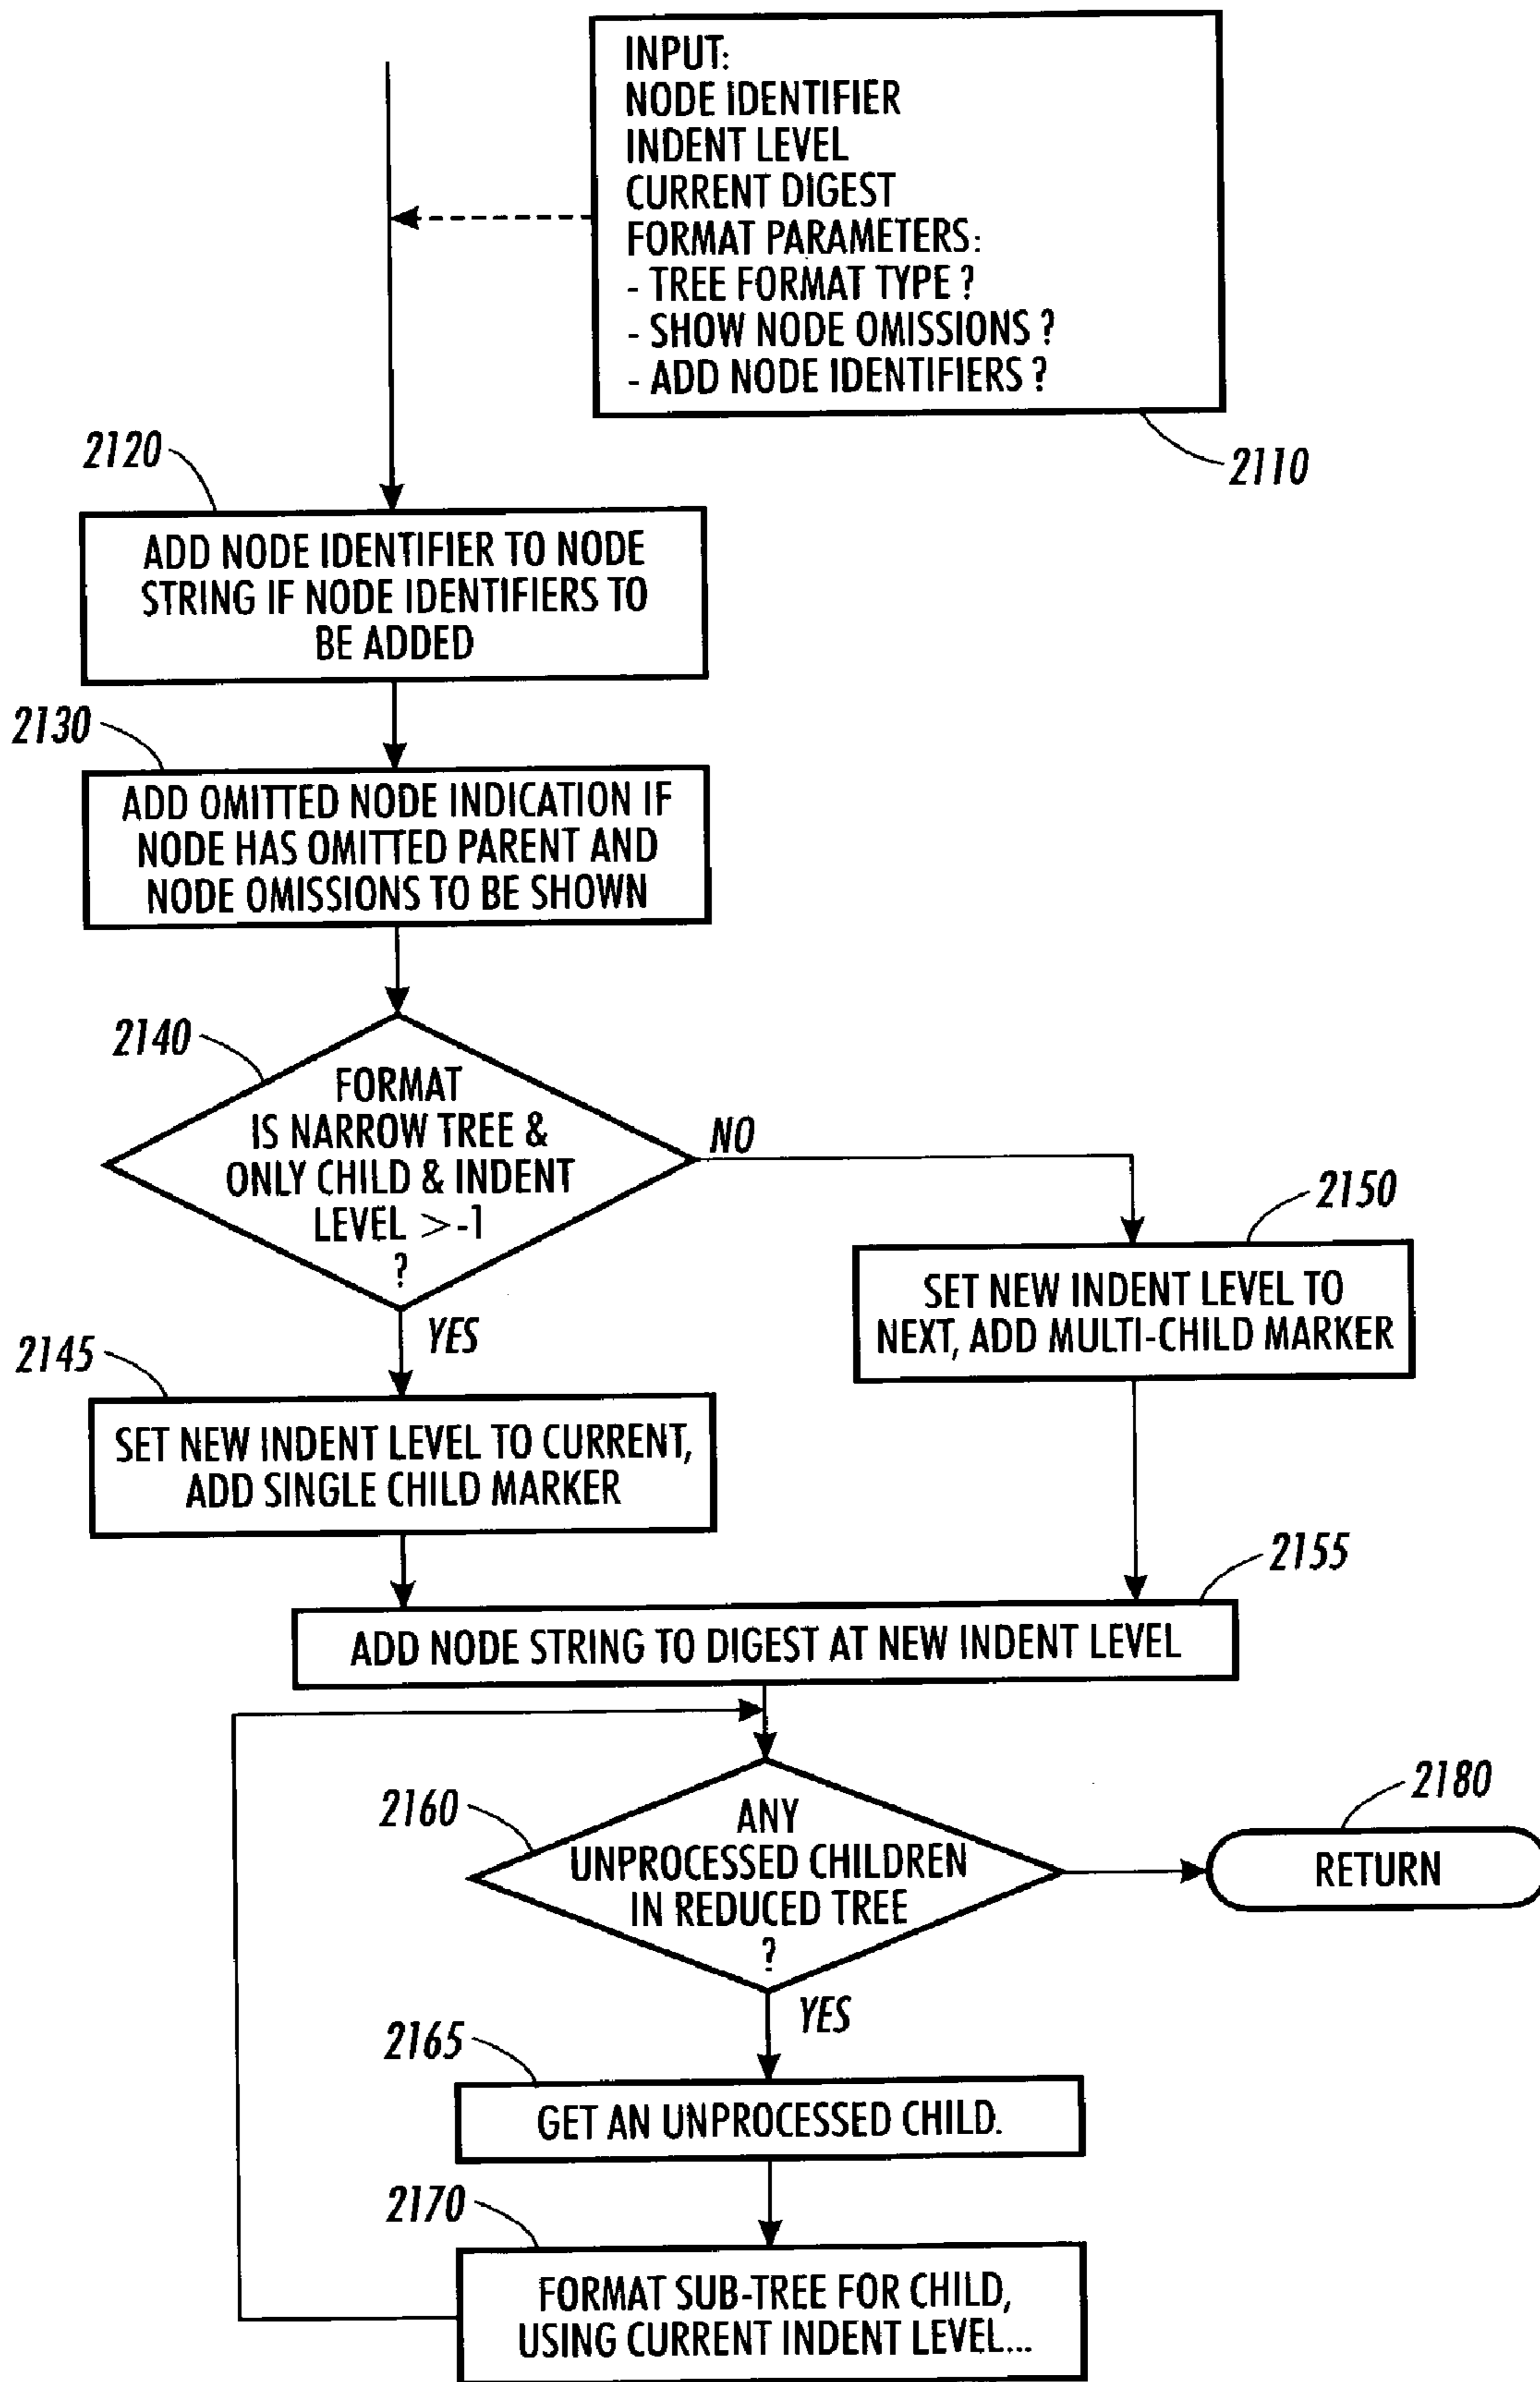 INPUT:
NODE IDENTIFIER
INDENT LEVEL
CURRENT DIGEST
FORMAT PARAMETERS:
- TREE FORMAT TYPE ?
- SHOW NODE OMISSIONS ?
- ADD NODE IDENTIFIERS ?
2110
2120
ADD NODE IDENTIFIER TO NODE
STRING IF NODE IDENTIFIERS TO
BE ADDED
2130
ADD OMITTED NODE INDICATION IF
NODE HAS OMITTED PARENT AND
NODE OMISSIONS TO BE SHOWN
2140
FORMAT
IS NARROW TREE &
ONLY CHILD & INDENT
LEVEL >-1
?
NO
YES
2150
SET NEW INDENT LEVEL TO
NEXT, ADD MULTI-CHILD MARKER
2145
SET NEW INDENT LEVEL TO CURRENT,
ADD SINGLE CHILD MARKER
2155
ADD NODE STRING TO DIGEST AT NEW INDENT LEVEL
2160
ANY
UNPROCESSED CHILDREN
IN REDUCED TREE
?
2180
RETURN
YES
2165
GET AN UNPROCESSED CHILD.
2170
FORMAT SUB-TREE FOR CHILD,
USING CURRENT INDENT LEVEL...